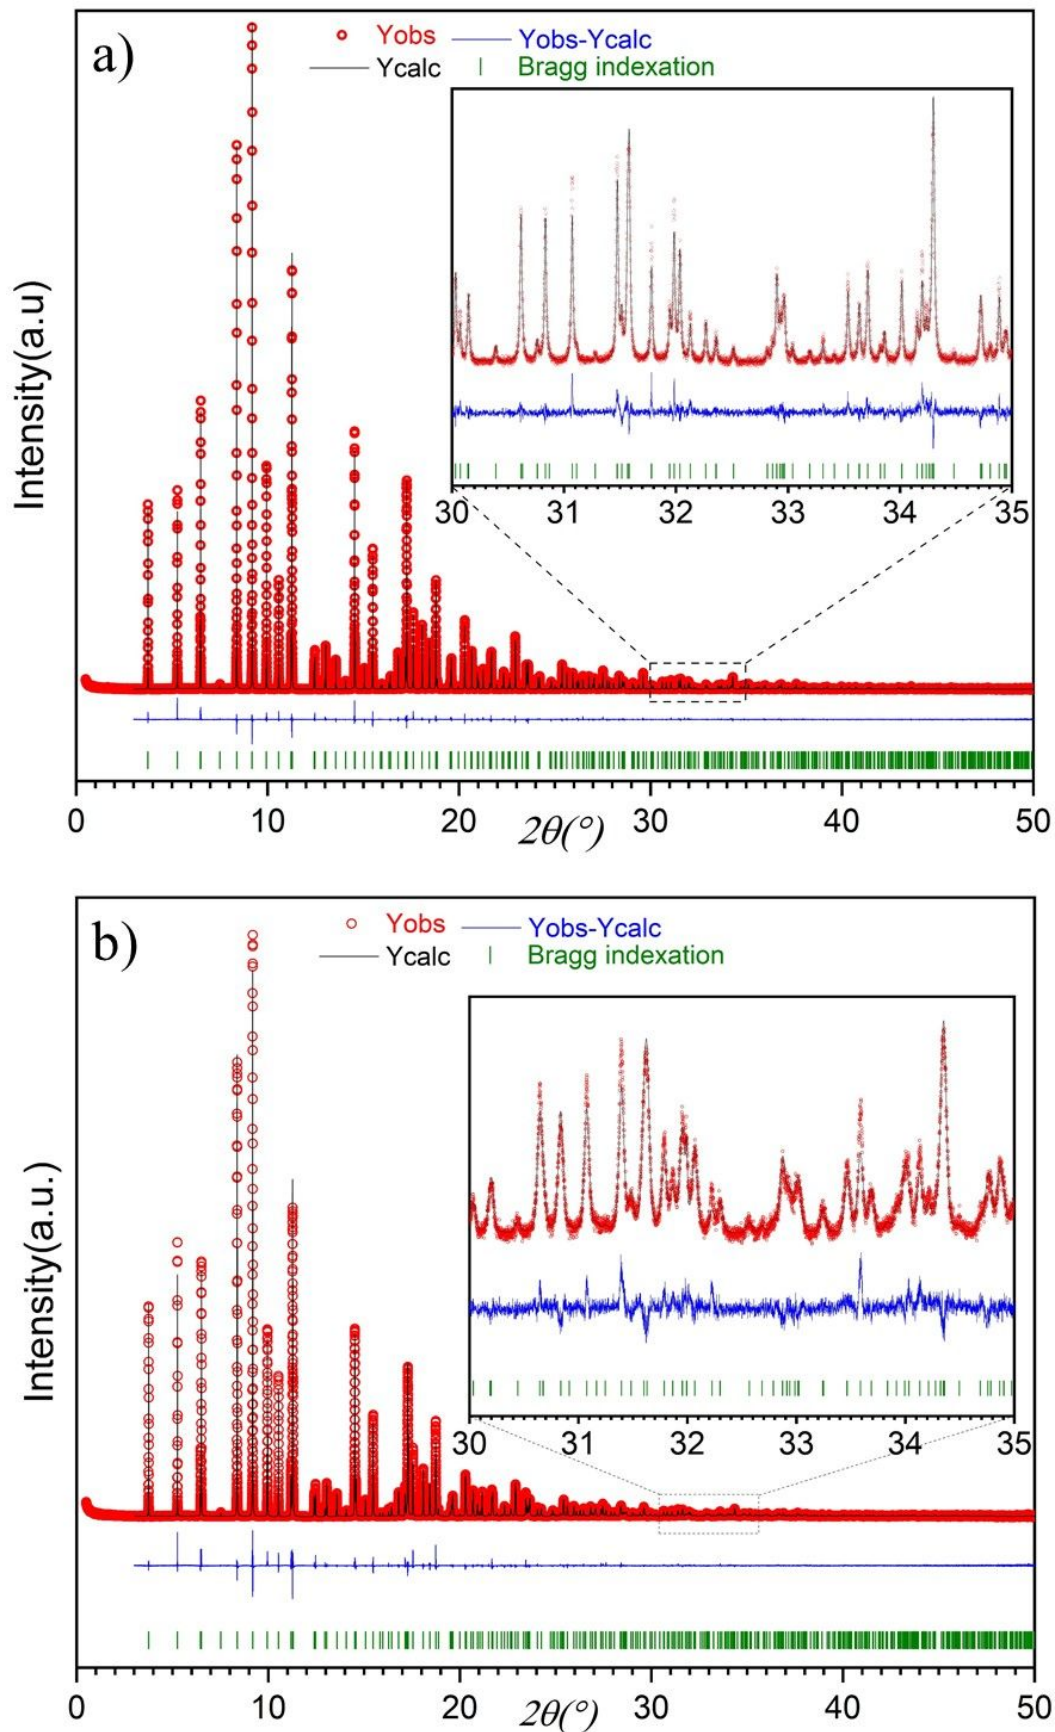 a)
Yobs Yobs-Ycalc
Ycalc Bragg indexation
30 31 32 33 34 35
Intensity(a.u)
0 10 20 30 40 50
2θ(°)
b)
Yobs Yobs-Ycalc
Ycalc Bragg indexation
30 31 32 33 34 35
Intensity(a.u.)
0 10 20 30 40 50
2θ(°)